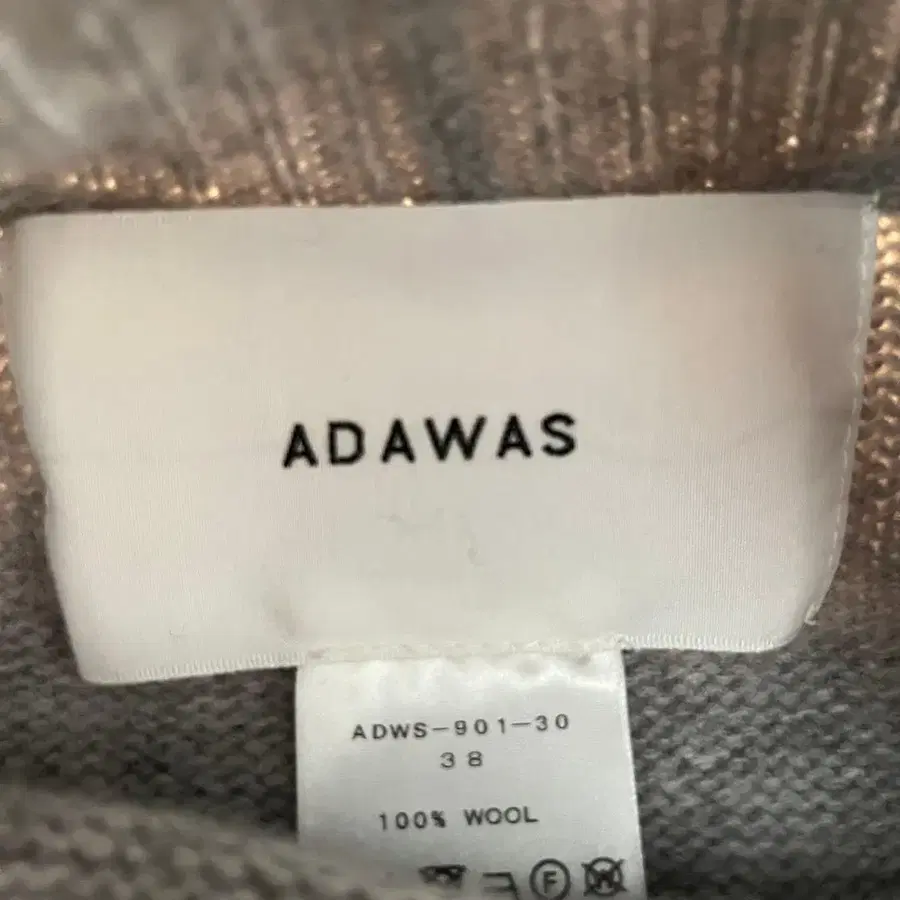 ADAWAS
ADWS-901-30
38
100% WOOL
F W